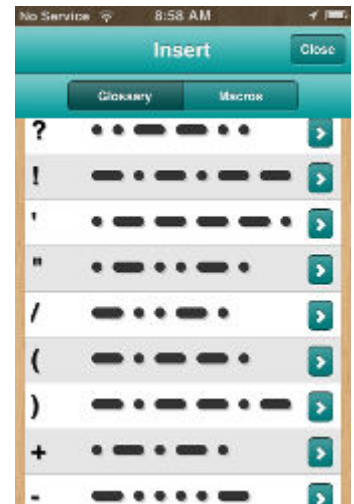 No Service 8:58 AM
Insert Close
Glossary Macros
? • • — — • •
! — • — • — —
' • — — — — •
" • — • • — •
/ — • • — •
( — • — — •
) — • — — • —
+ • — • — •
- — • • • • —